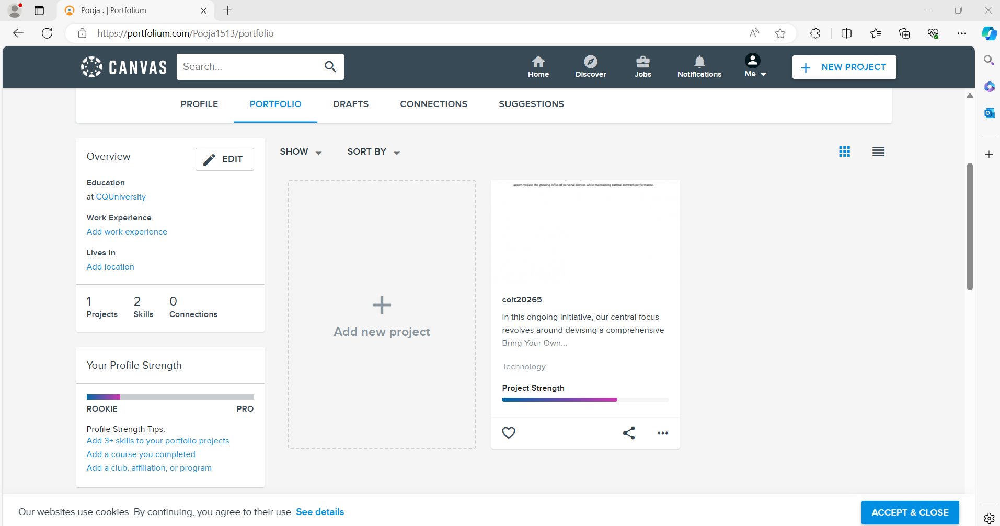 Pooja . | Portfolium
https://portfolium.com/Pooja1513/portfolio
CANVAS
Search...
Home
Discover
Jobs
Notifications
Me
NEW PROJECT
PROFILE
PORTFOLIO
DRAFTS
CONNECTIONS
SUGGESTIONS
Overview
EDIT
Education
at CQUniversity
Work Experience
Add work experience
Lives In
Add location
1 Projects
2 Skills
0 Connections
Your Profile Strength
ROOKIE PRO
Profile Strength Tips:
Add 3+ skills to your portfolio projects
Add a course you completed
Add a club, affiliation, or program
SHOW
SORT BY
Add new project
accommodate the growing influx of personal devices while maintaining optimal network performance.
coit20265
In this ongoing initiative, our central focus
revolves around devising a comprehensive
Bring Your Own...
Technology
Project Strength
Our websites use cookies. By continuing, you agree to their use. See details
ACCEPT & CLOSE